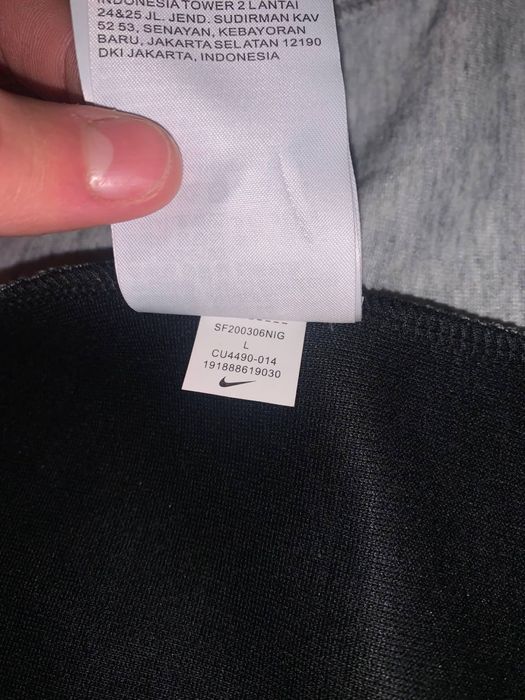 INDONESIA TOWER 2 LANTAI
24&25 JL. JEND. SUDIRMAN KAV
52 53, SENAYAN, KEBAYORAN
BARU, JAKARTA SELATAN 12190
DKI JAKARTA, INDONESIA
SF200306NIG
L
CU4490-014
191888619030